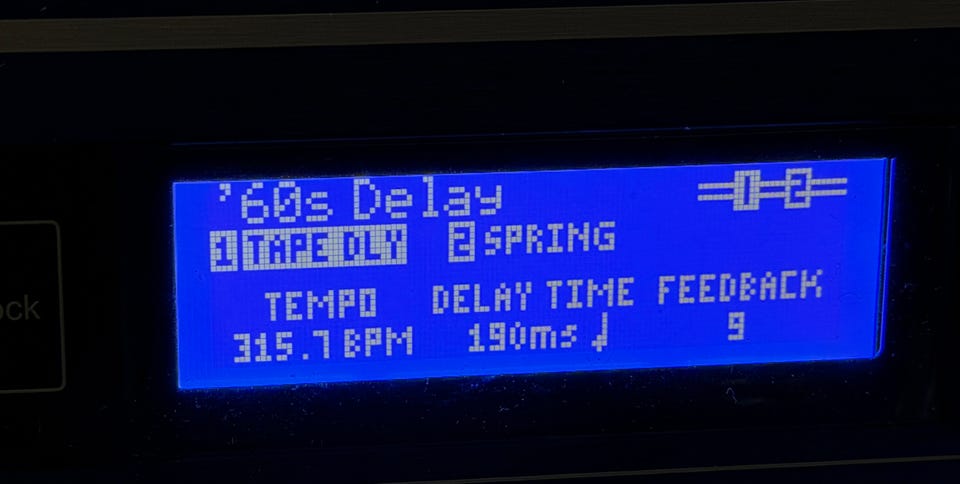 '60s Delay
1 TAPE DLY 2 SPRING
TEMPO DELAY TIME FEEDBACK
315.7 BPM 190ms ♩ 9
ock